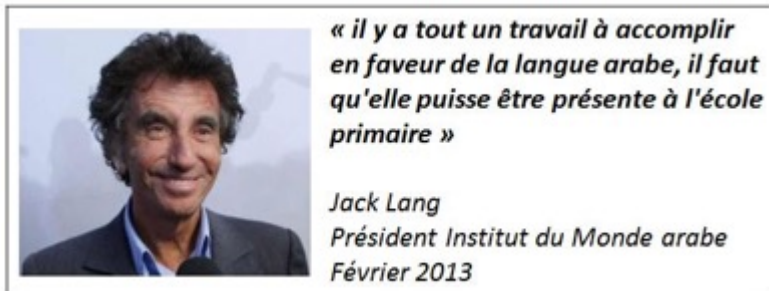 « il y a tout un travail à accomplir
en faveur de la langue arabe, il faut
qu'elle puisse être présente à l'école
primaire »
Jack Lang
Président Institut du Monde arabe
Février 2013